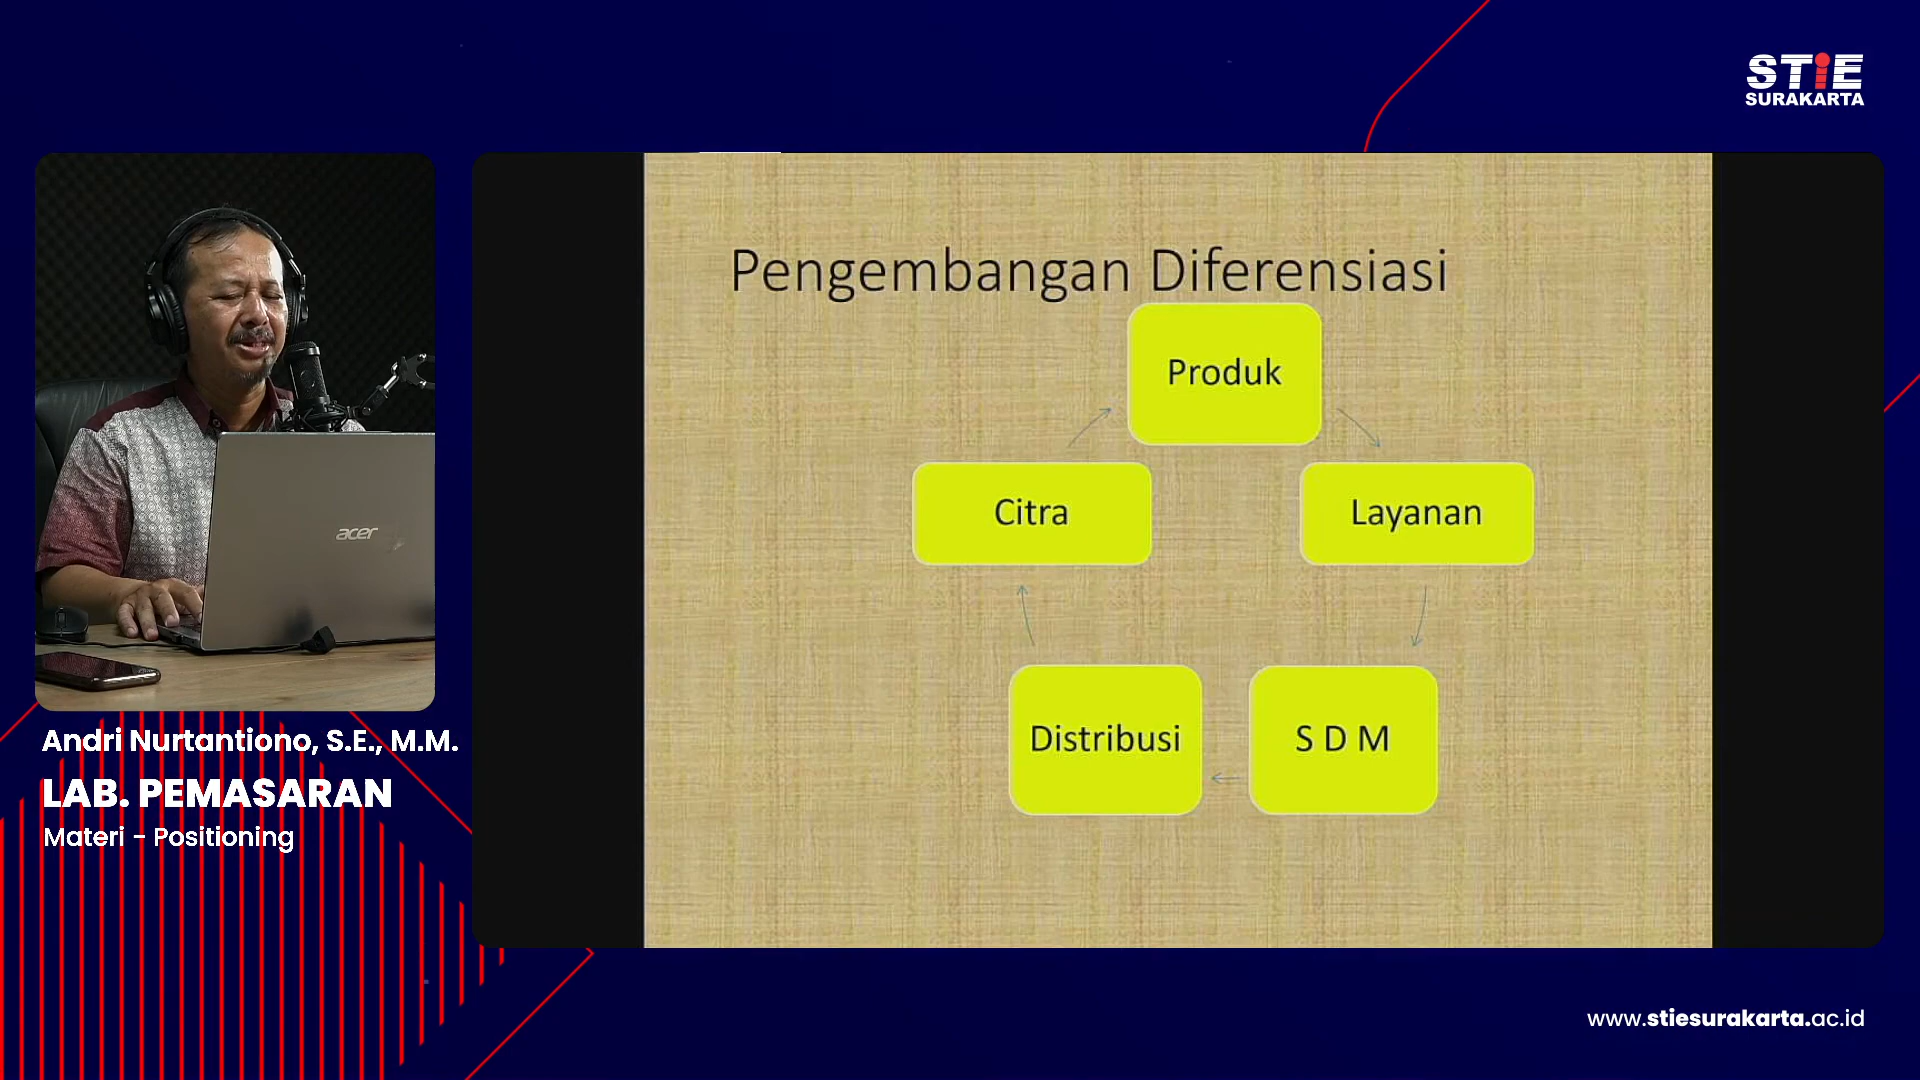 STiE
SURAKARTA
Pengembangan Diferensiasi
Produk
Citra
Layanan
Distribusi
S D M
acer
Andri Nurtantiono, S.E., M.M.
LAB. PEMASARAN
Materi - Positioning
www.stiesurakarta.ac.id